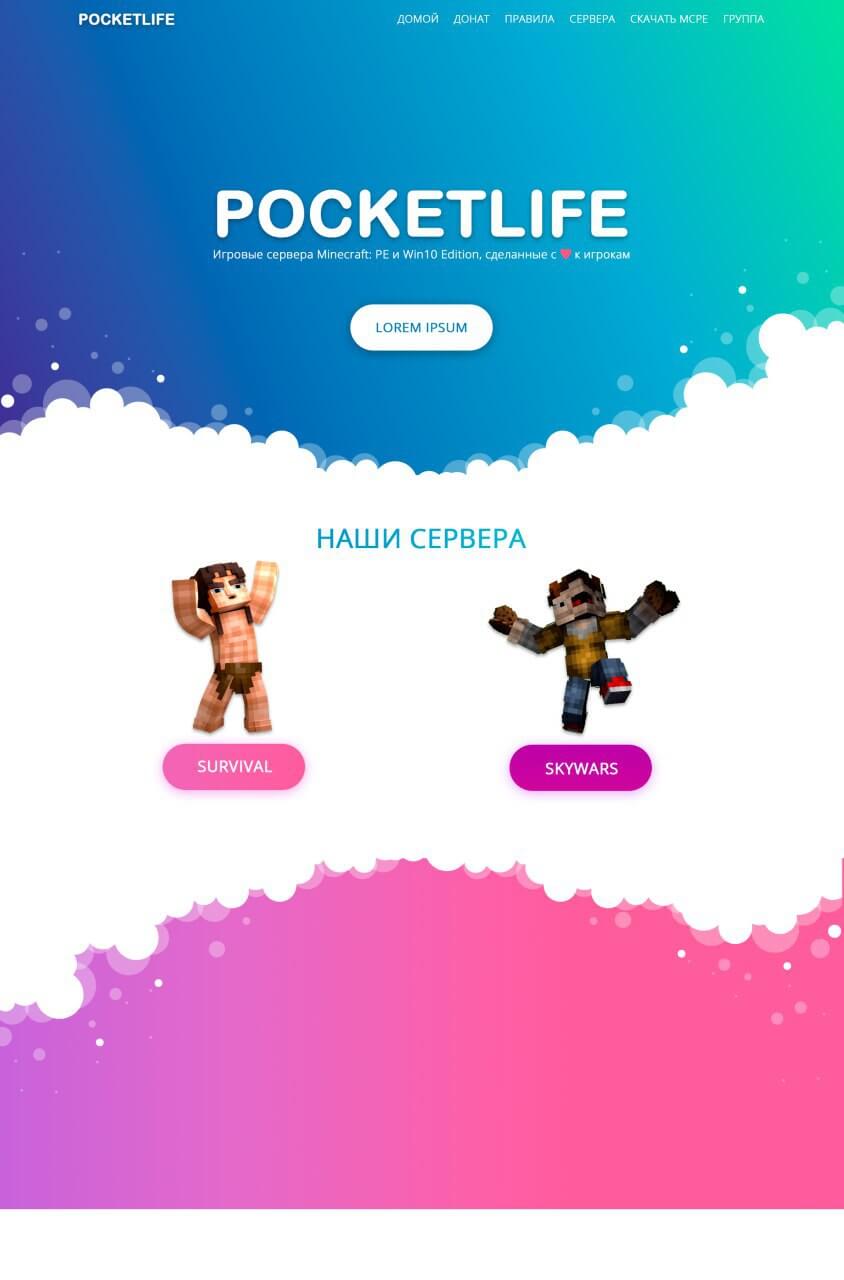 POCKETLIFE
ДОМОЙ ДОНАТ ПРАВИЛА СЕРВЕРА СКАЧАТЬ MCPE ГРУППА
POCKETLIFE
Игровые сервера Minecraft: PE и Win10 Edition, сделанные с ❤ к игрокам
LOREM IPSUM
НАШИ СЕРВЕРА
SURVIVAL
SKYWARS